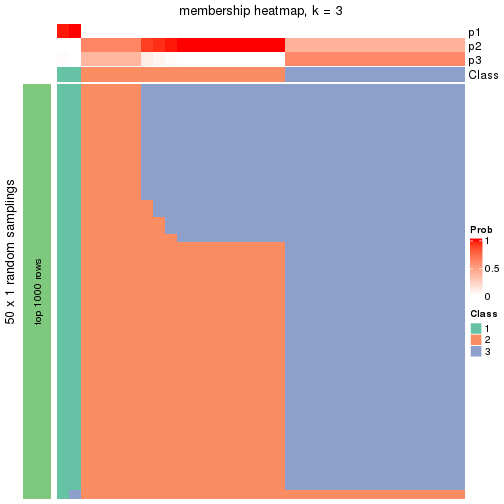 membership heatmap, k = 3
p1
p2
p3
Class
50 x 1 random samplings
top 1000 rows
Prob
1
0.5
0
Class
1
2
3